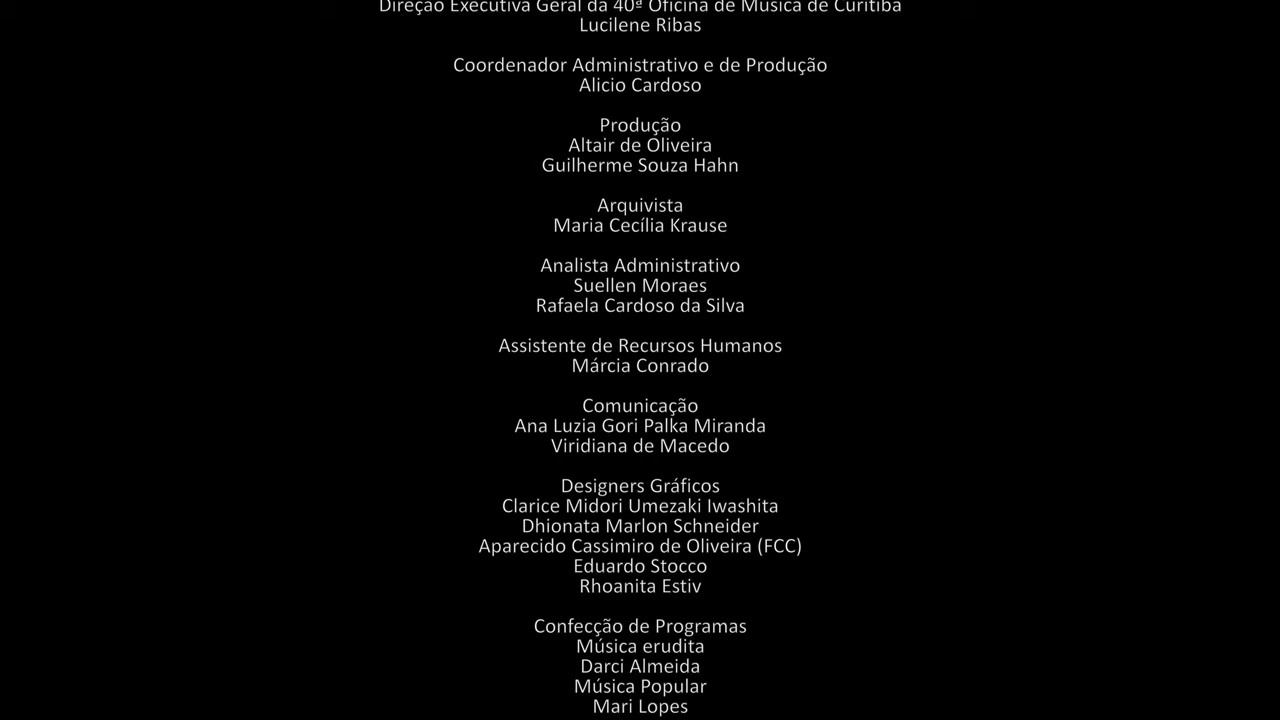 Direção Executiva Geral da 40ª Oficina de Música de Curitiba
Lucilene Ribas
Coordenador Administrativo e de Produção
Alicio Cardoso
Produção
Altair de Oliveira
Guilherme Souza Hahn
Arquivista
Maria Cecília Krause
Analista Administrativo
Suellen Moraes
Rafaela Cardoso da Silva
Assistente de Recursos Humanos
Márcia Conrado
Comunicação
Ana Luzia Gori Palka Miranda
Viridiana de Macedo
Designers Gráficos
Clarice Midori Umezaki Iwashita
Dhionata Marlon Schneider
Aparecido Cassimiro de Oliveira (FCC)
Eduardo Stocco
Rhoanita Estiv
Confecção de Programas
Música erudita
Darci Almeida
Música Popular
Mari Lopes